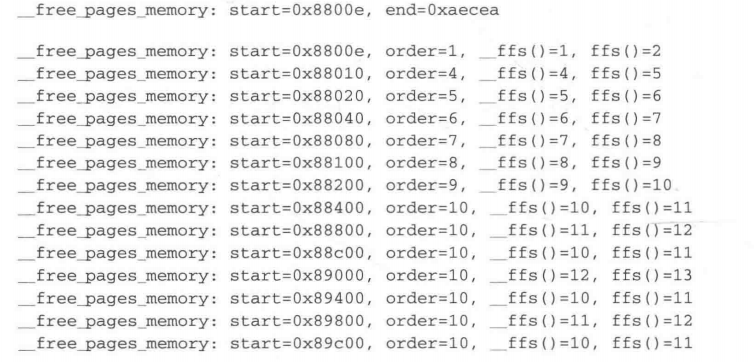 __free_pages_memory: start=0x8800e, end=0xaecea
__free_pages_memory: start=0x8800e, order=1, __ffs()=1, ffs()=2
__free_pages_memory: start=0x88010, order=4, __ffs()=4, ffs()=5
__free_pages_memory: start=0x88020, order=5, __ffs()=5, ffs()=6
__free_pages_memory: start=0x88040, order=6, __ffs()=6, ffs()=7
__free_pages_memory: start=0x88080, order=7, __ffs()=7, ffs()=8
__free_pages_memory: start=0x88100, order=8, __ffs()=8, ffs()=9
__free_pages_memory: start=0x88200, order=9, __ffs()=9, ffs()=10
__free_pages_memory: start=0x88400, order=10, __ffs()=10, ffs()=11
__free_pages_memory: start=0x88800, order=10, __ffs()=11, ffs()=12
__free_pages_memory: start=0x88c00, order=10, __ffs()=10, ffs()=11
__free_pages_memory: start=0x89000, order=10, __ffs()=12, ffs()=13
__free_pages_memory: start=0x89400, order=10, __ffs()=10, ffs()=11
__free_pages_memory: start=0x89800, order=10, __ffs()=11, ffs()=12
__free_pages_memory: start=0x89c00, order=10, __ffs()=10, ffs()=11